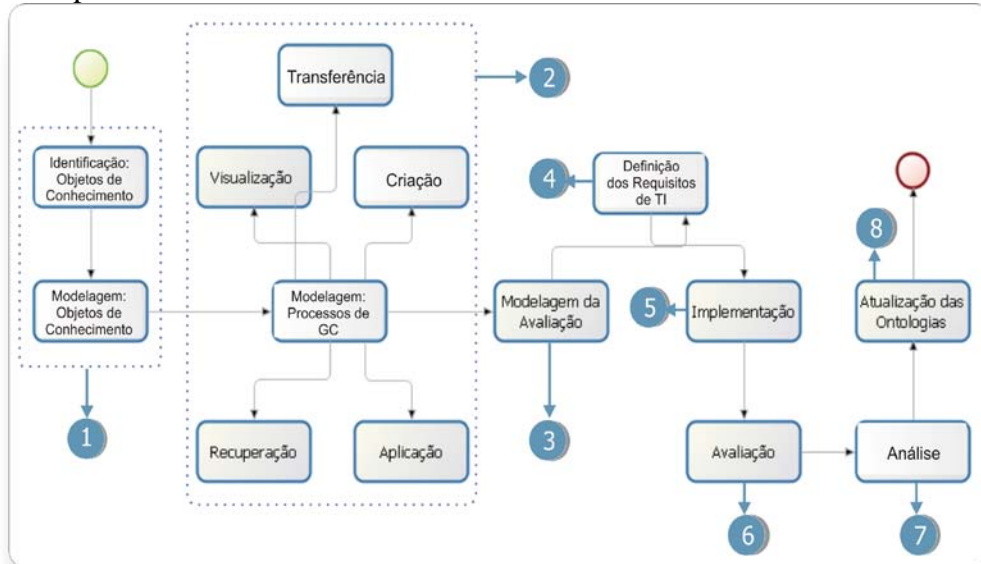 Transferência
2
Identificação:
Objetos de
Conhecimento
Visualização
Criação
4
Definição
dos Requisitos
de TI
8
Modelagem:
Objetos de
Conhecimento
Modelagem:
Processos de
GC
Modelagem da
Avaliação
5
Implementação
Atualização das
Ontologias
1
Recuperação
Aplicação
3
Avaliação
Análise
6
7